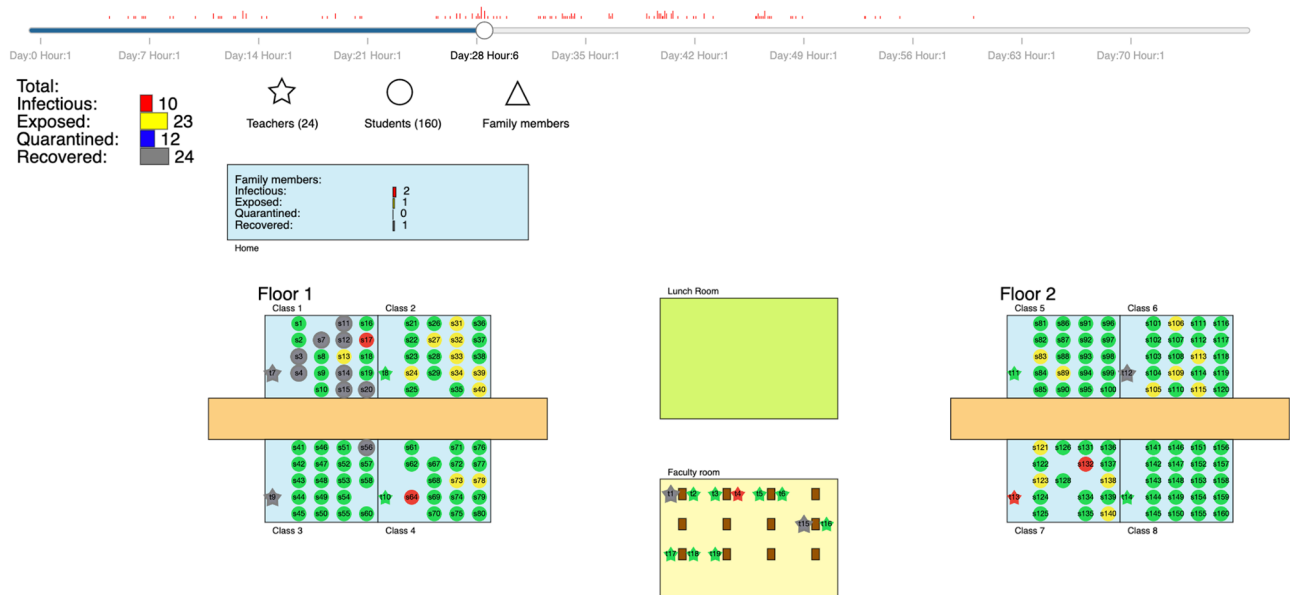 Day:0 Hour:1 Day:7 Hour:1 Day:14 Hour:1 Day:21 Hour:1 Day:28 Hour:6 Day:35 Hour:1 Day:42 Hour:1 Day:49 Hour:1 Day:56 Hour:1 Day:63 Hour:1 Day:70 Hour:1
Total:
Infectious: 10
Exposed: 23
Quarantined: 12
Recovered: 24
Teachers (24) Students (160) Family members
Family members:
Infectious: 2
Exposed: 1
Quarantined: 0
Recovered: 1
Home
Floor 1
Class 1 Class 2
s1 s11 s16 s21 s26 s31 s36
s2 s7 s12 s17 s22 s27 s32 s37
s3 s8 s13 s18 s23 s28 s33 s38
t7 s4 s9 s14 s19 t8 s24 s29 s34 s39
s10 s15 s20 s25 s35 s40
s41 s46 s51 s56 s61 s71 s76
s42 s47 s52 s57 s62 s67 s72 s77
s43 s48 s53 s58 s68 s73 s78
t9 s44 s49 s54 t10 s64 s69 s74 s79
s45 s50 s55 s60 s70 s75 s80
Class 3 Class 4
Lunch Room
Faculty room
t1 t2 t3 t4 t5 t6
t15 t16
t17 t18 t19
Floor 2
Class 5 Class 6
s81 s86 s91 s96 s101 s106 s111 s116
s82 s87 s92 s97 s102 s107 s112 s117
s83 s88 s93 s98 s103 s108 s113 s118
t11 s84 s89 s94 s99 t12 s104 s109 s114 s119
s85 s90 s95 s100 s105 s110 s115 s120
s121 s126 s131 s136 s141 s146 s151 s156
s122 s132 s137 s142 s147 s152 s157
s123 s128 s138 s143 s148 s153 s158
t13 s124 s134 s139 t14 s144 s149 s154 s159
s125 s135 s140 s145 s150 s155 s160
Class 7 Class 8